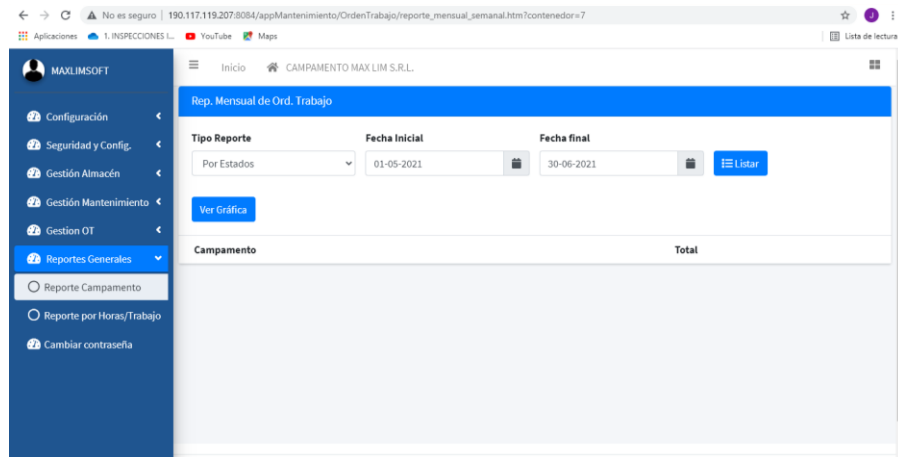 No es seguro | 190.117.119.207:8084/appMantenimiento/OrdenTrabajo/reporte_mensual_semanal.htm?contenedor=7
J
Aplicaciones 1. INSPECCIONES I... YouTube Maps Lista de lectura
MAXLIMSOFT
Inicio CAMPAMENTO MAX LIM S.R.L.
Rep. Mensual de Ord. Trabajo
Configuración
Seguridad y Config.
Gestión Almacén
Gestión Mantenimiento
Gestion OT
Reportes Generales
Reporte Campamento
Reporte por Horas/Trabajo
Cambiar contraseña
Tipo Reporte Fecha Inicial Fecha final
Por Estados 01-05-2021 30-06-2021 Listar
Ver Gráfica
Campamento Total